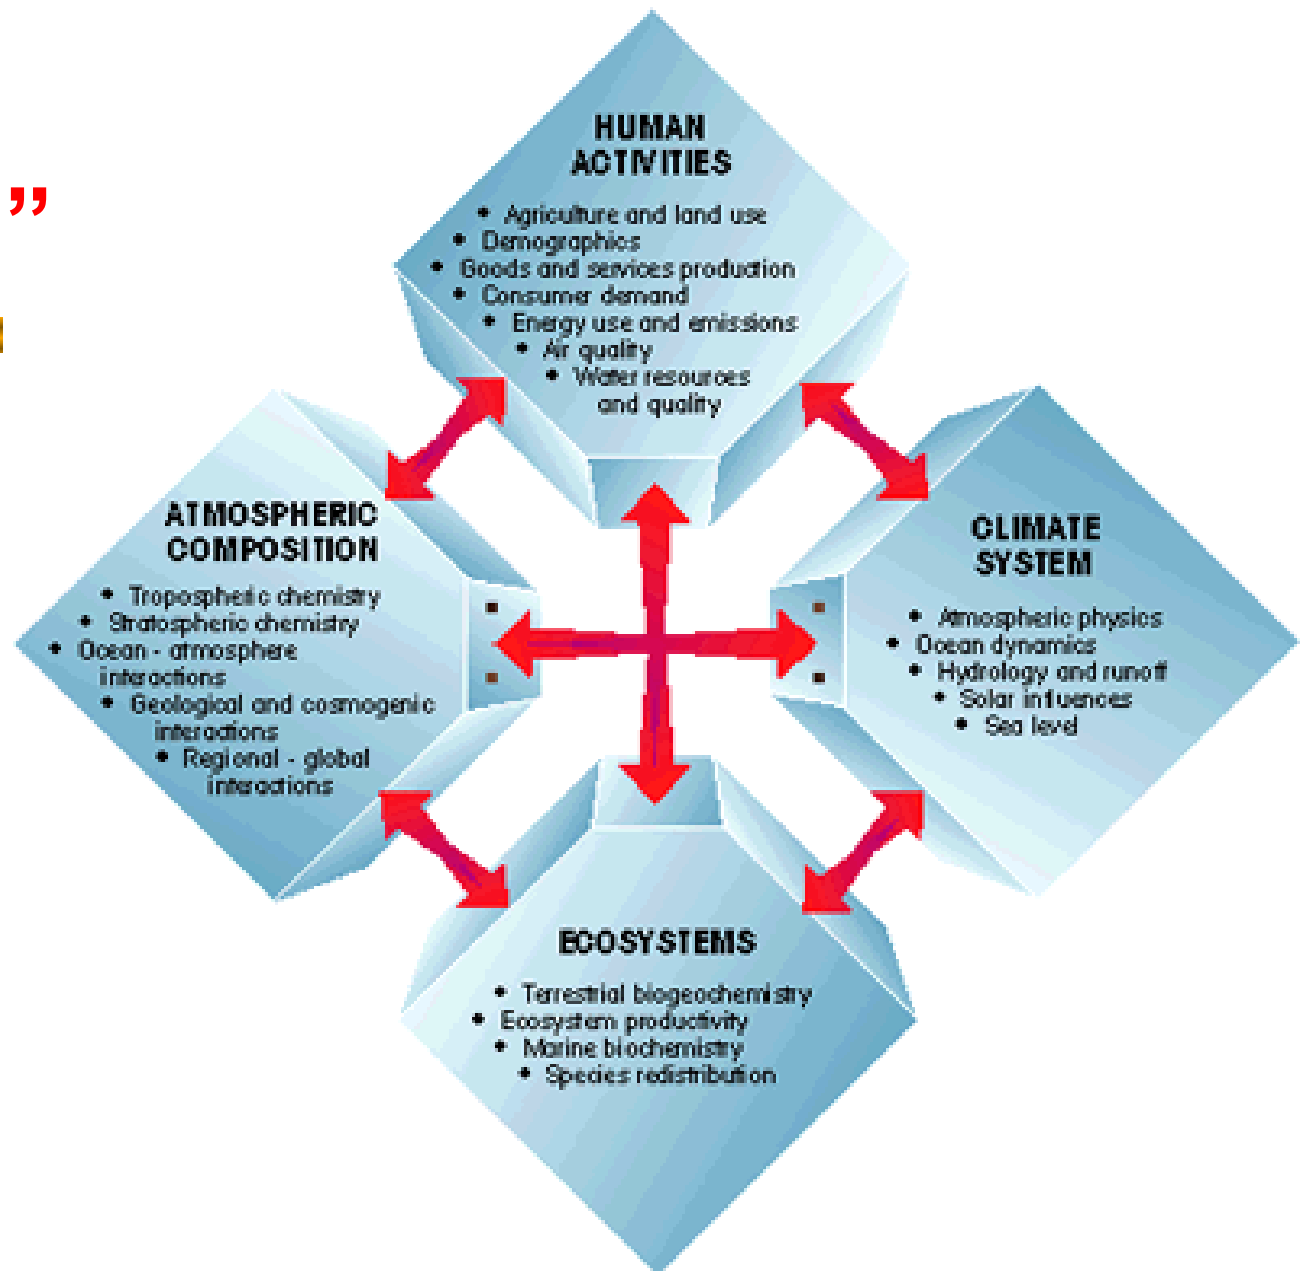 ”
HUMAN
ACTIVITIES
• Agriculture and land use
• Demographics
• Goods and services production
• Consumer demand
• Energy use and emissions
• Air quality
• Water resources
and quality
ATMOSPHERIC
COMPOSITION
• Tropospheric chemistry
• Stratospheric chemistry
• Ocean - atmosphere
interactions
• Geological and cosmogenic
interactions
• Regional - global
interactions
CLIMATE
SYSTEM
• Atmospheric physics
• Ocean dynamics
• Hydrology and runoff
• Solar influences
• Sea level
ECOSYSTEMS
• Terrestrial biogeochemistry
• Ecosystem productivity
• Marine biochemistry
• Species redistribution